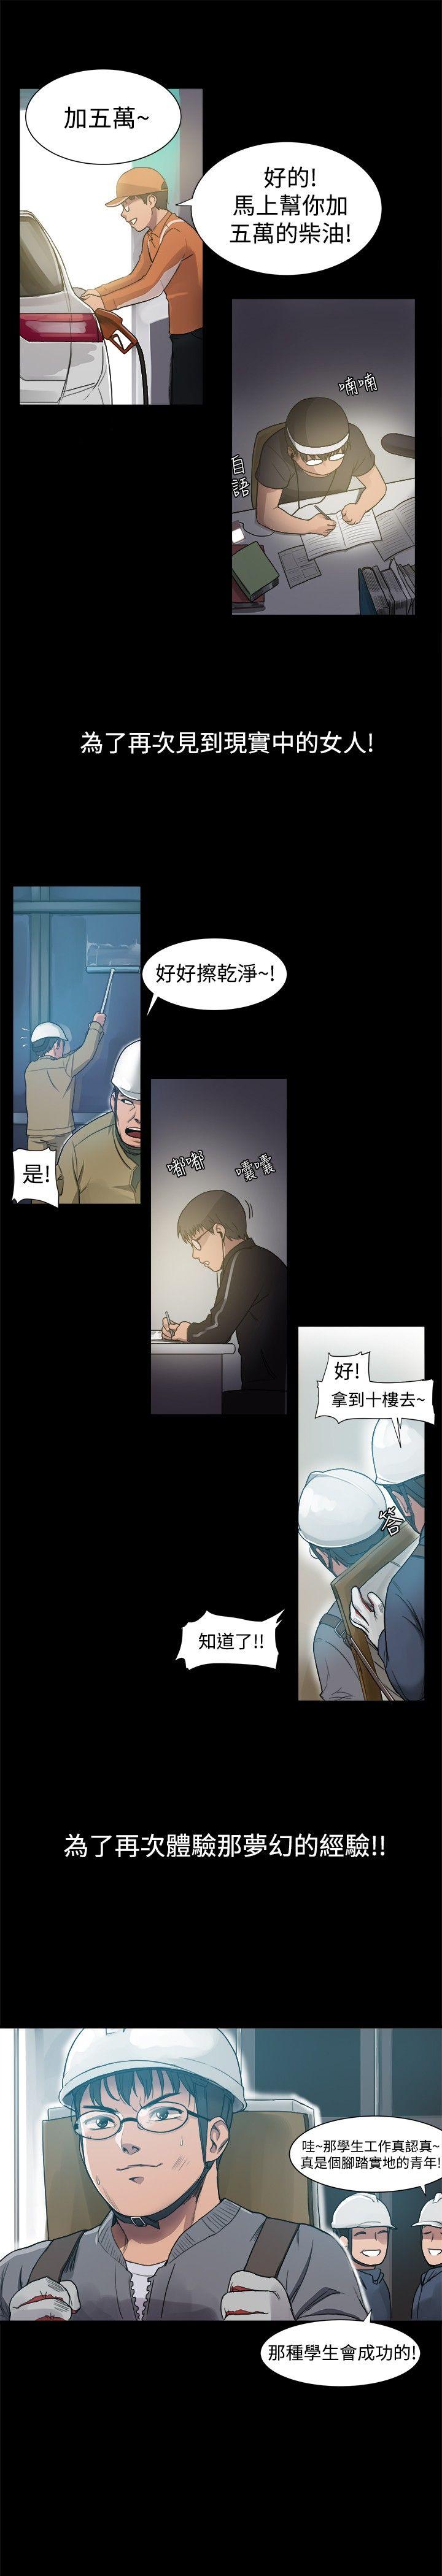 加五萬~
好的!
馬上幫你加
五萬的柴油!
喃喃
自
語
為了再次見到現實中的女人!
好好擦乾淨~!
是!
嘟嘟
囔囔
好!
拿到十樓去~
答
知道了!!
為了再次體驗那夢幻的經驗!!
哇~那學生工作真認真~
真是個腳踏實地的青年!
那種學生會成功的!